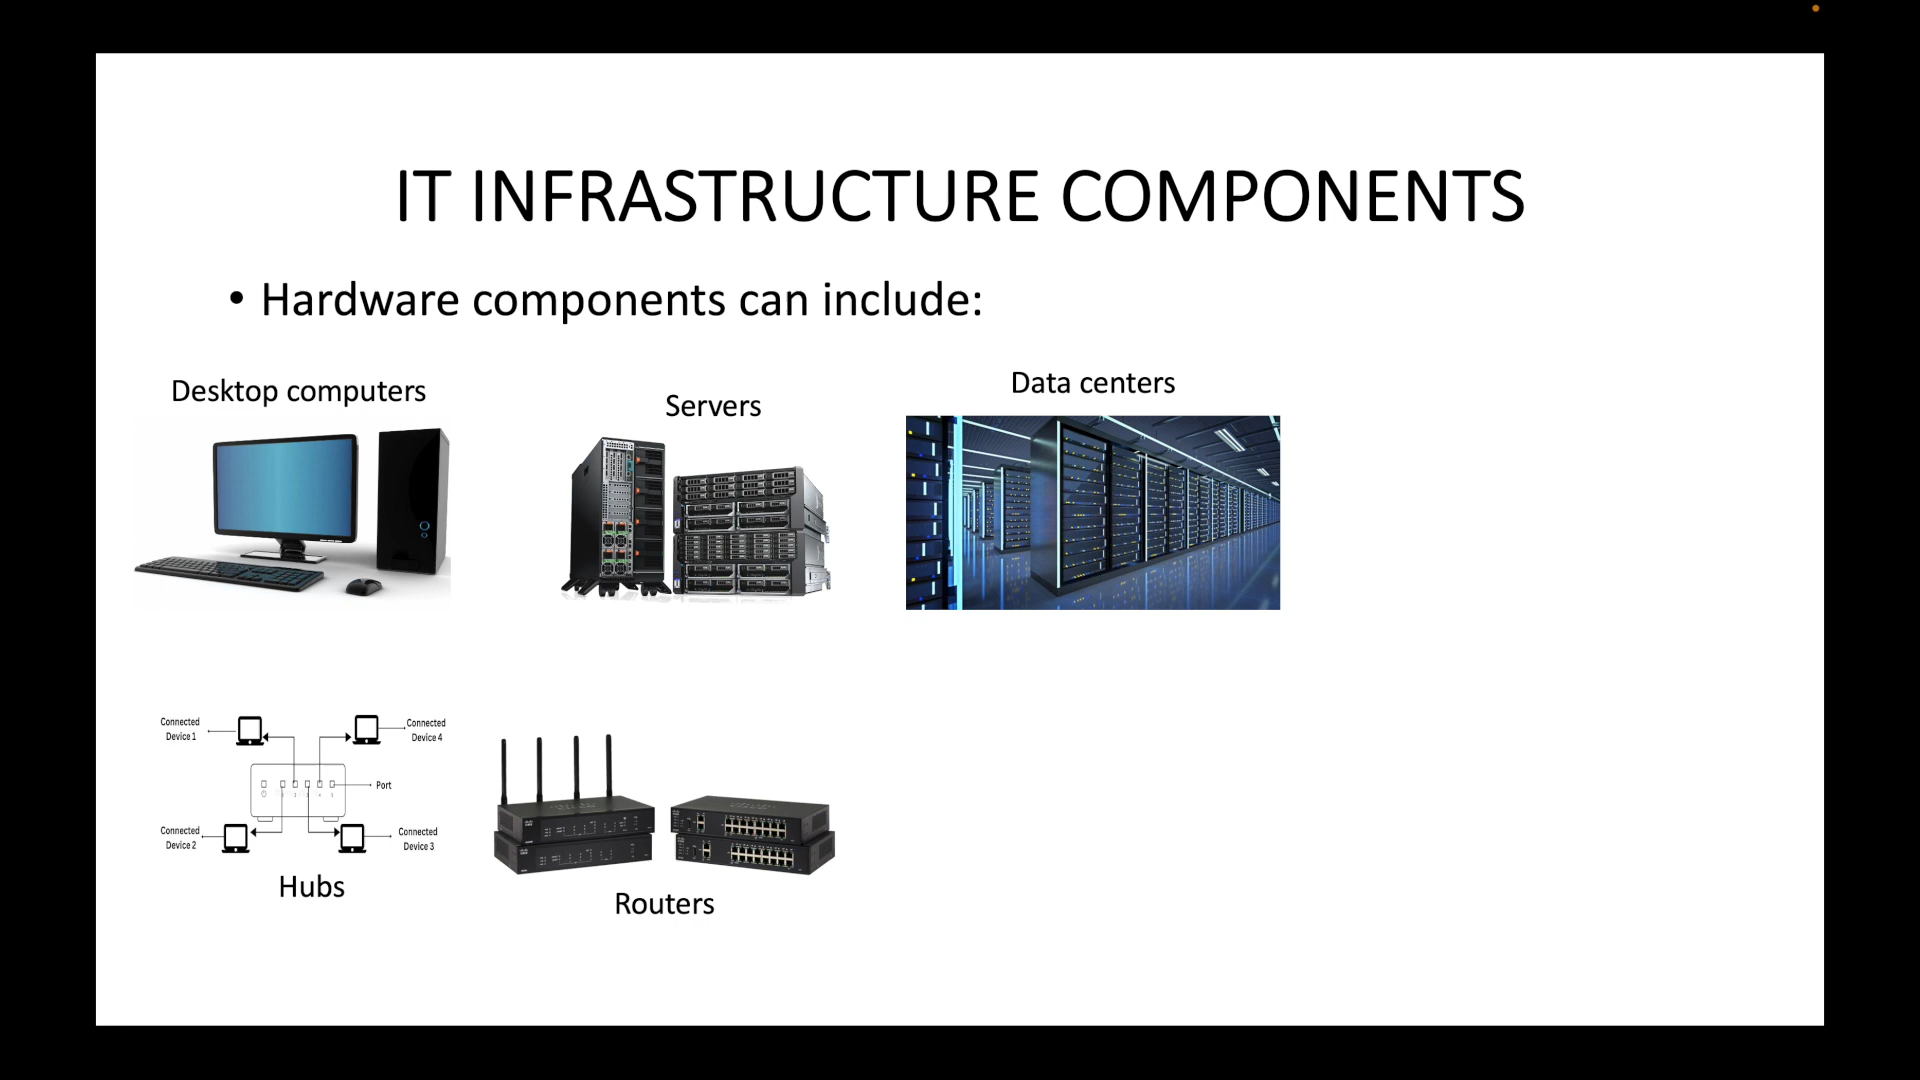 IT INFRASTRUCTURE COMPONENTS
• Hardware components can include:
Desktop computers
Servers
Data centers
Connected
Device 1
Connected
Device 4
Port
Connected
Device 2
Connected
Device 3
Hubs
Routers